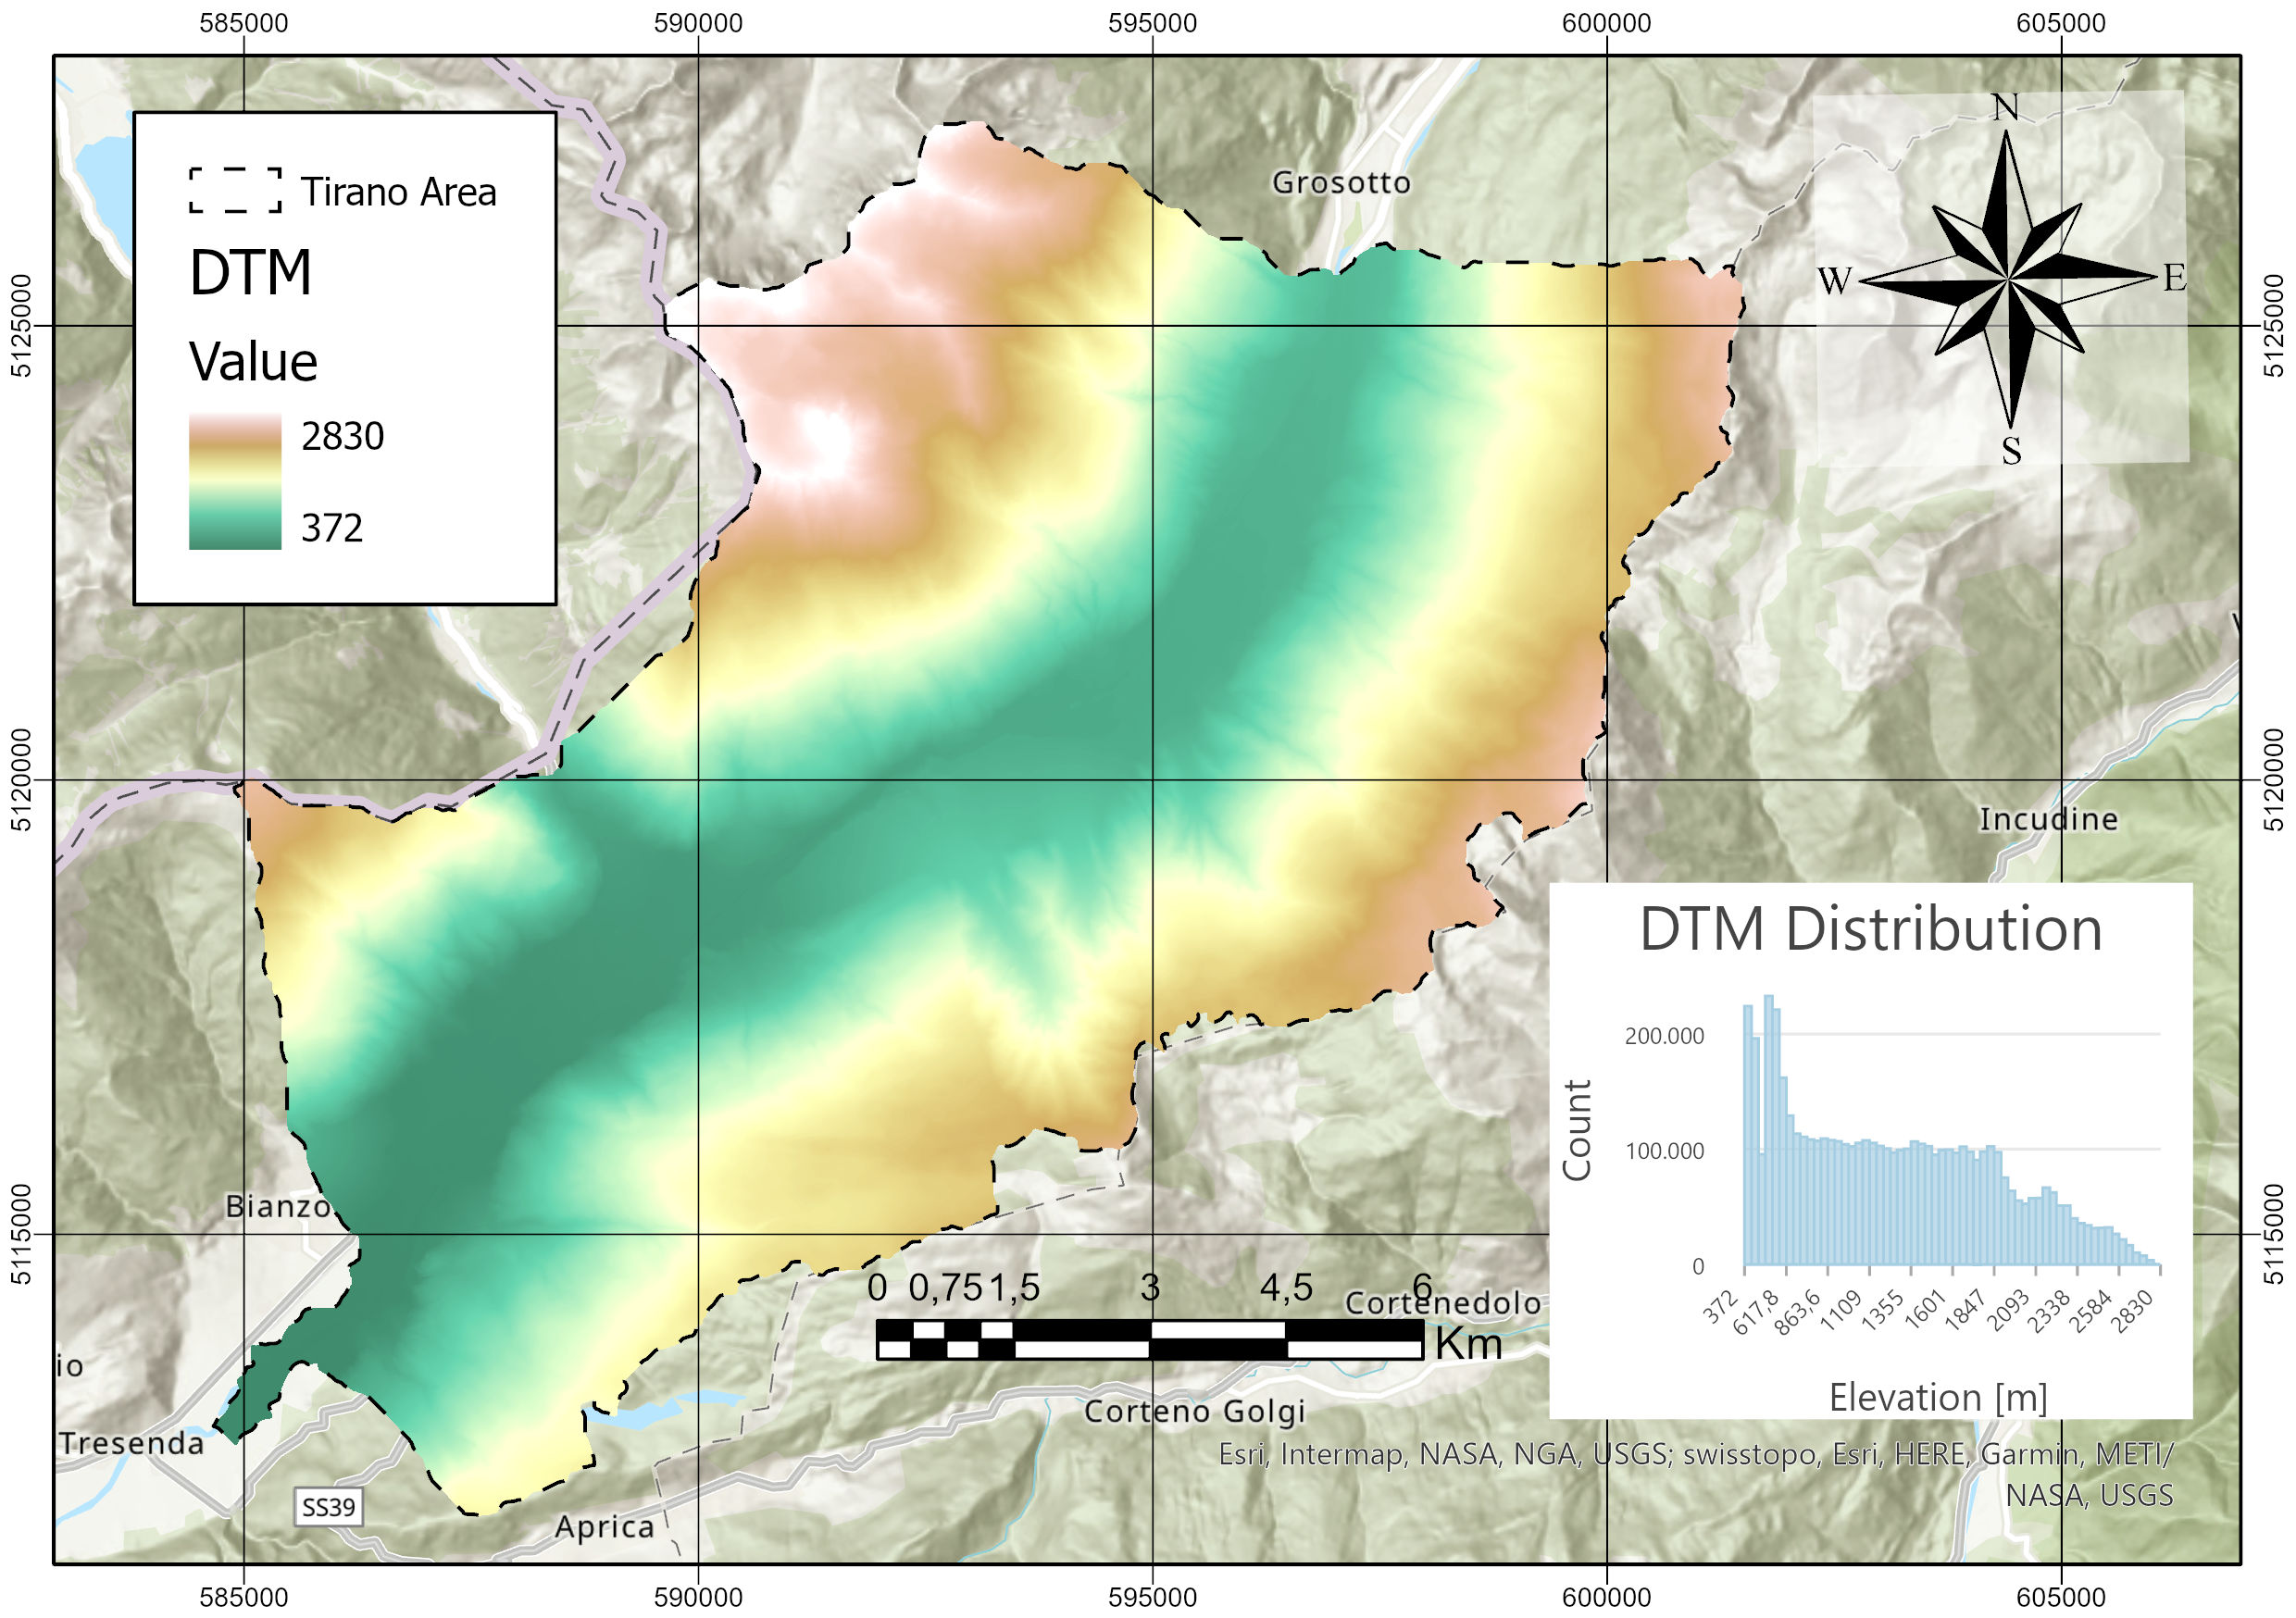 585000 590000 595000 600000 605000
N
W E
S
Grosotto
Tirano Area
DTM
Value
2830
372
5125000 5125000
5120000 5120000
5115000 5115000
Incudine
Bianzo
io
Tresenda
SS39
Aprica
Corteno Golgi
Cortenedolo
0 0,75 1,5 3 4,5 6
Km
DTM Distribution
Count
200.000
100.000
0
372 617,8 863,6 1109 1355 1601 1847 2093 2338 2584 2830
Elevation [m]
Esri, Intermap, NASA, NGA, USGS; swisstopo, Esri, HERE, Garmin, METI/
NASA, USGS
585000 590000 595000 600000 605000